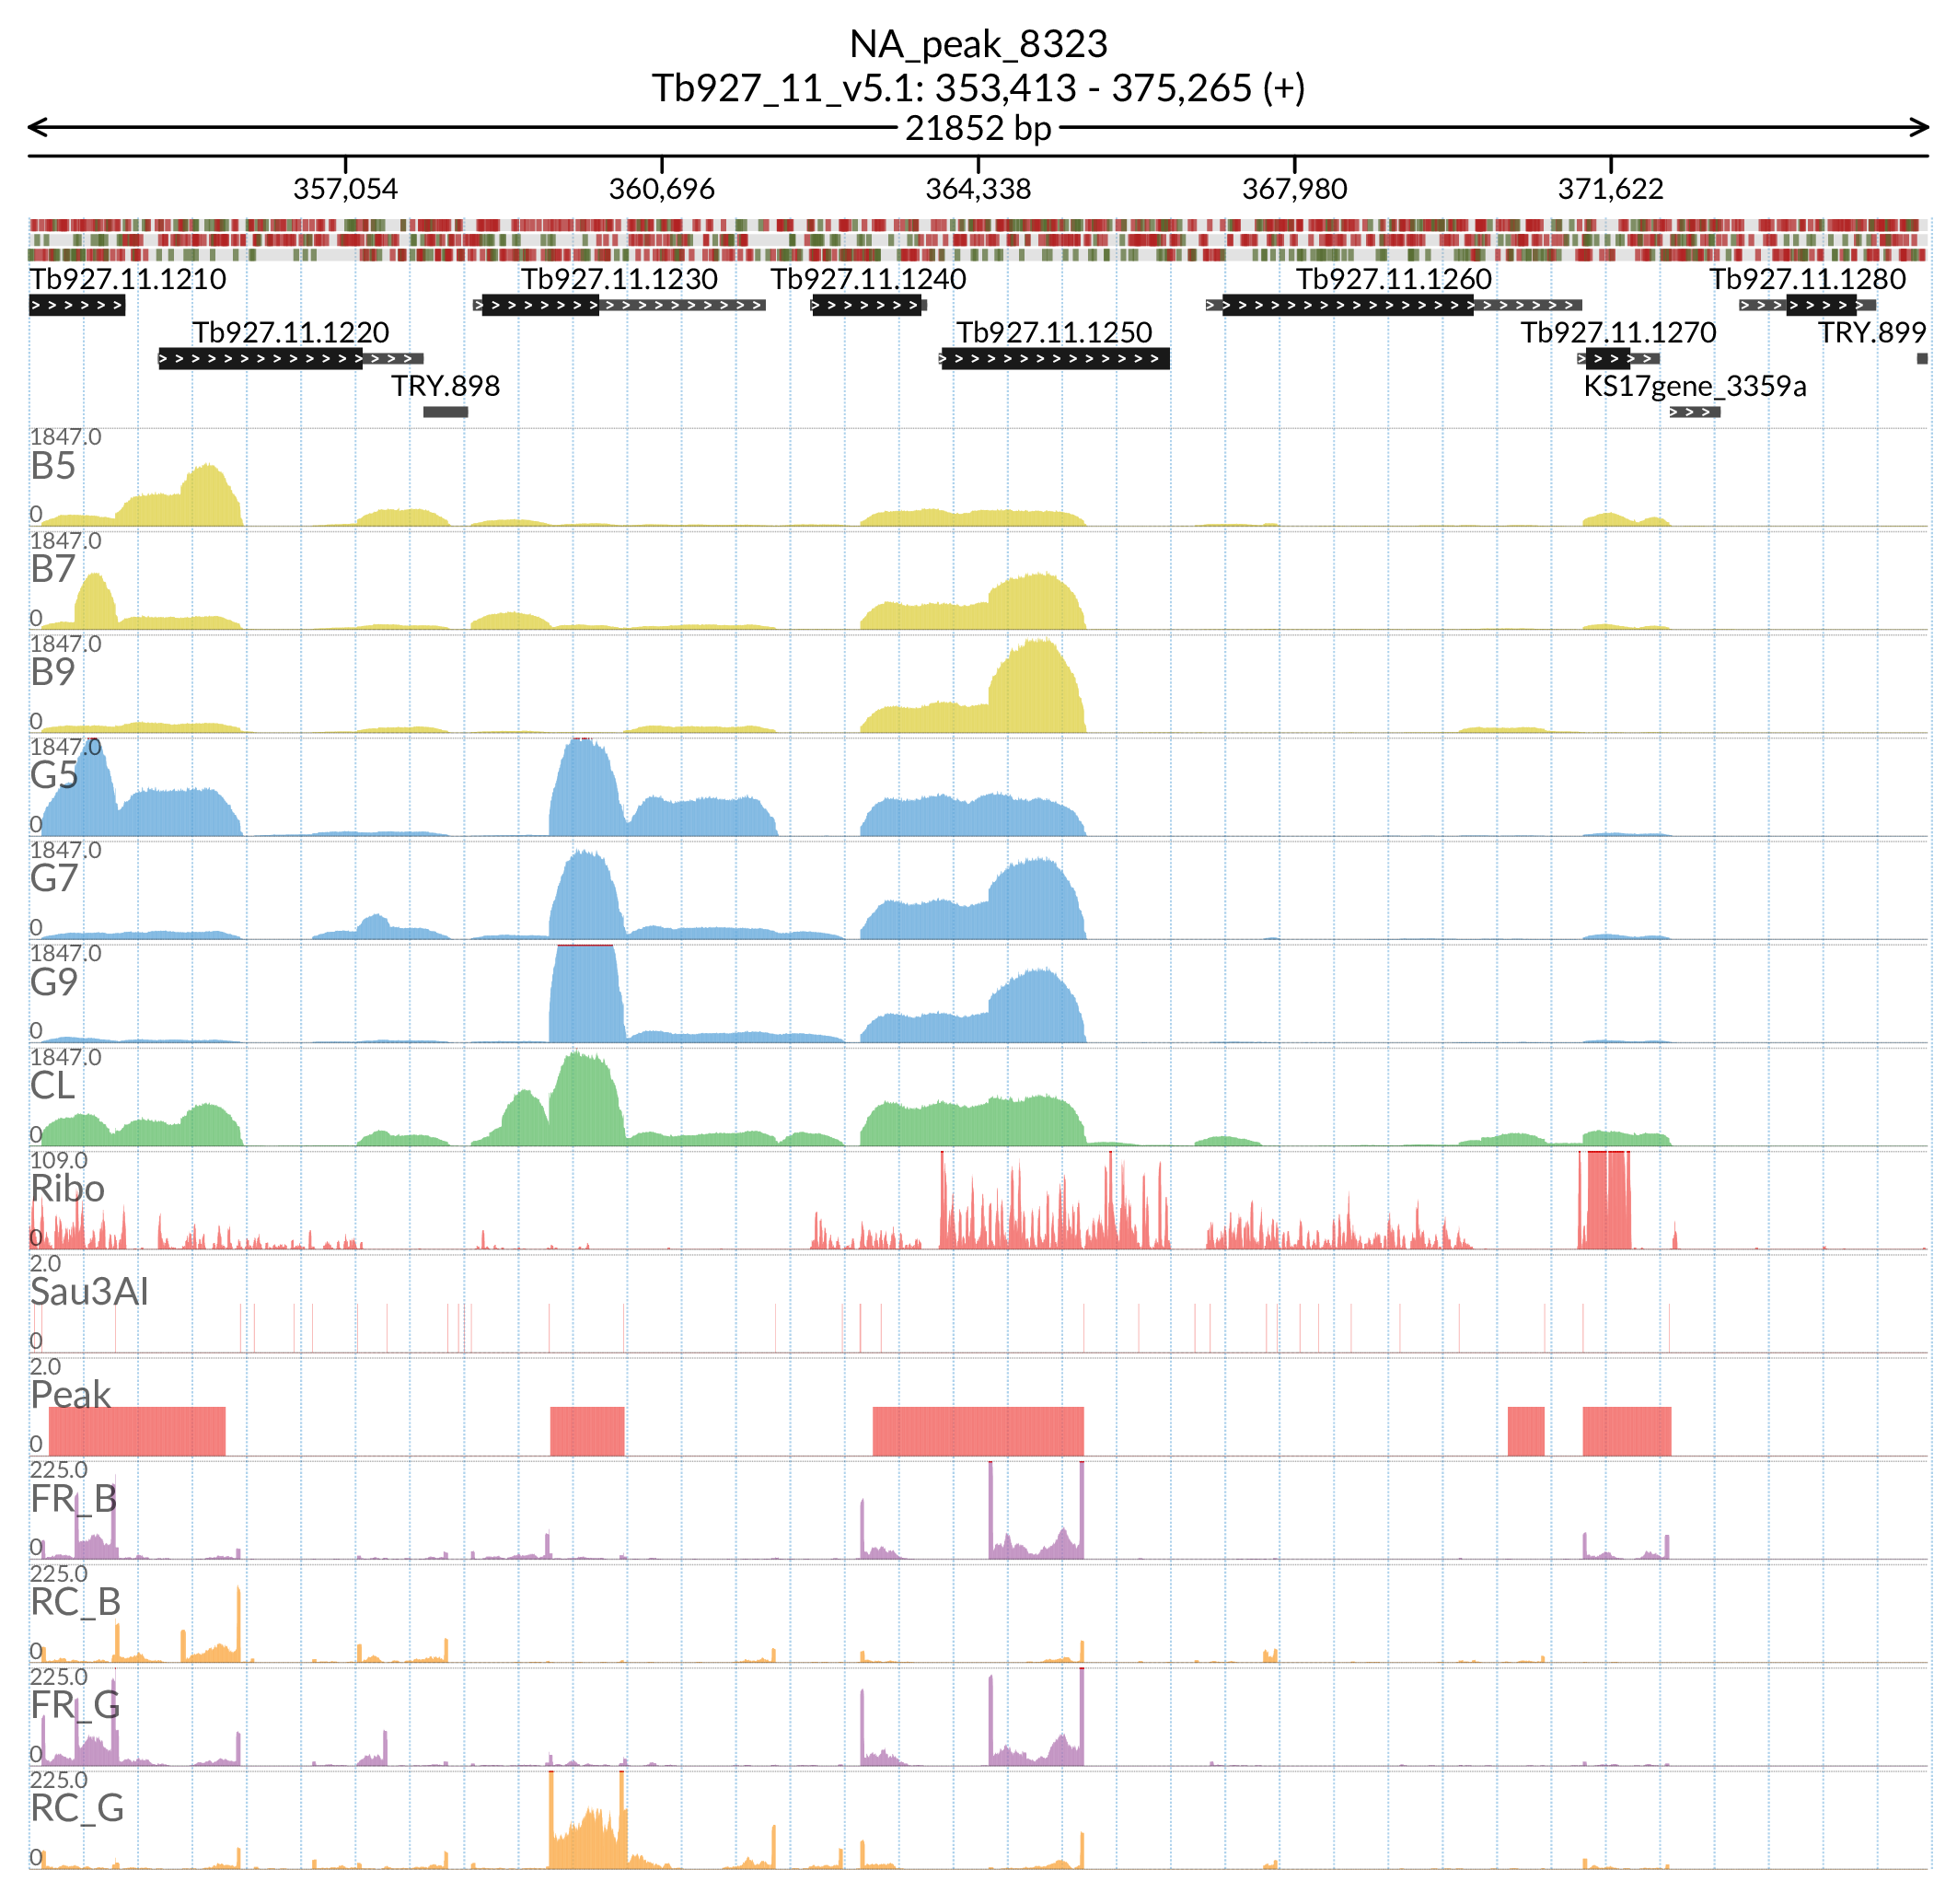 NA_peak_8323
Tb927_11_v5.1: 353,413 - 375,265 (+)
21852 bp
357,054 360,696 364,338 367,980 371,622
Tb927.11.1210 Tb927.11.1230 Tb927.11.1240 Tb927.11.1260 Tb927.11.1280
Tb927.11.1220 Tb927.11.1250 Tb927.11.1270 TRY.899
TRY.898 KS17gene_3359a
1847.0
B5
0
1847.0
B7
0
1847.0
B9
0
1847.0
G5
0
1847.0
G7
0
1847.0
G9
0
1847.0
CL
0
109.0
Ribo
0
2.0
Sau3AI
0
2.0
Peak
0
225.0
FR_B
0
225.0
RC_B
0
225.0
FR_G
0
225.0
RC_G
0